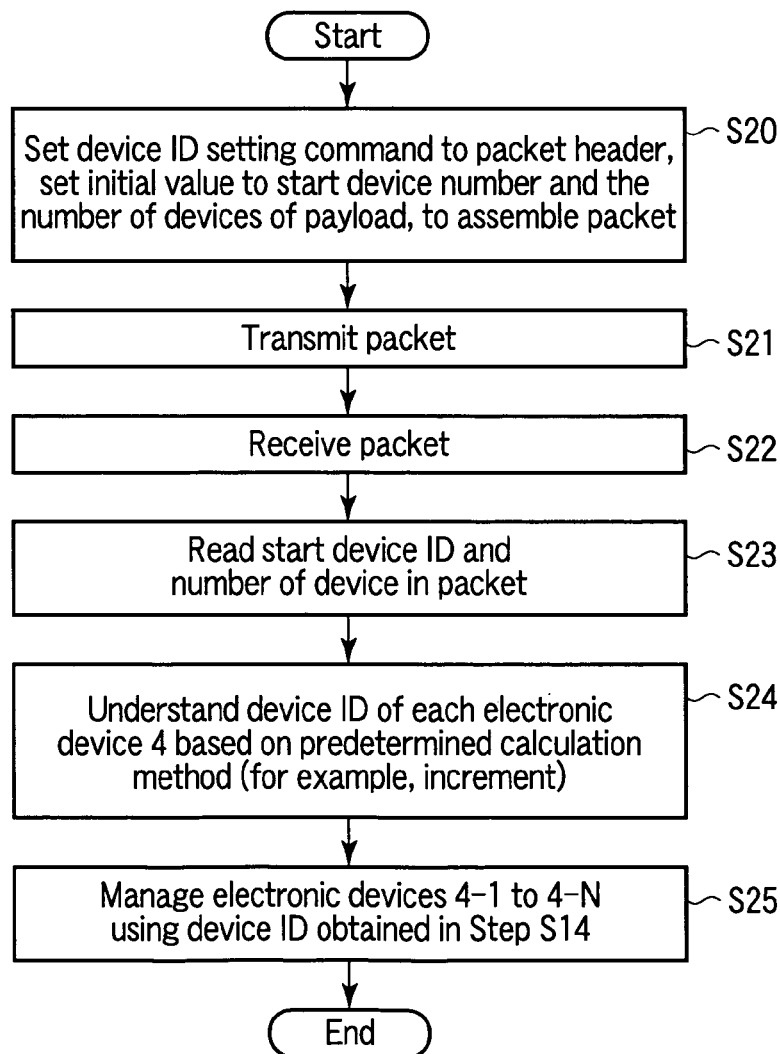 Start
Set device ID setting command to packet header,
set initial value to start device number and the
number of devices of payload, to assemble packet
S20
Transmit packet
S21
Receive packet
S22
Read start device ID and
number of device in packet
S23
Understand device ID of each electronic
device 4 based on predetermined calculation
method (for example, increment)
S24
Manage electronic devices 4-1 to 4-N
using device ID obtained in Step S14
S25
End